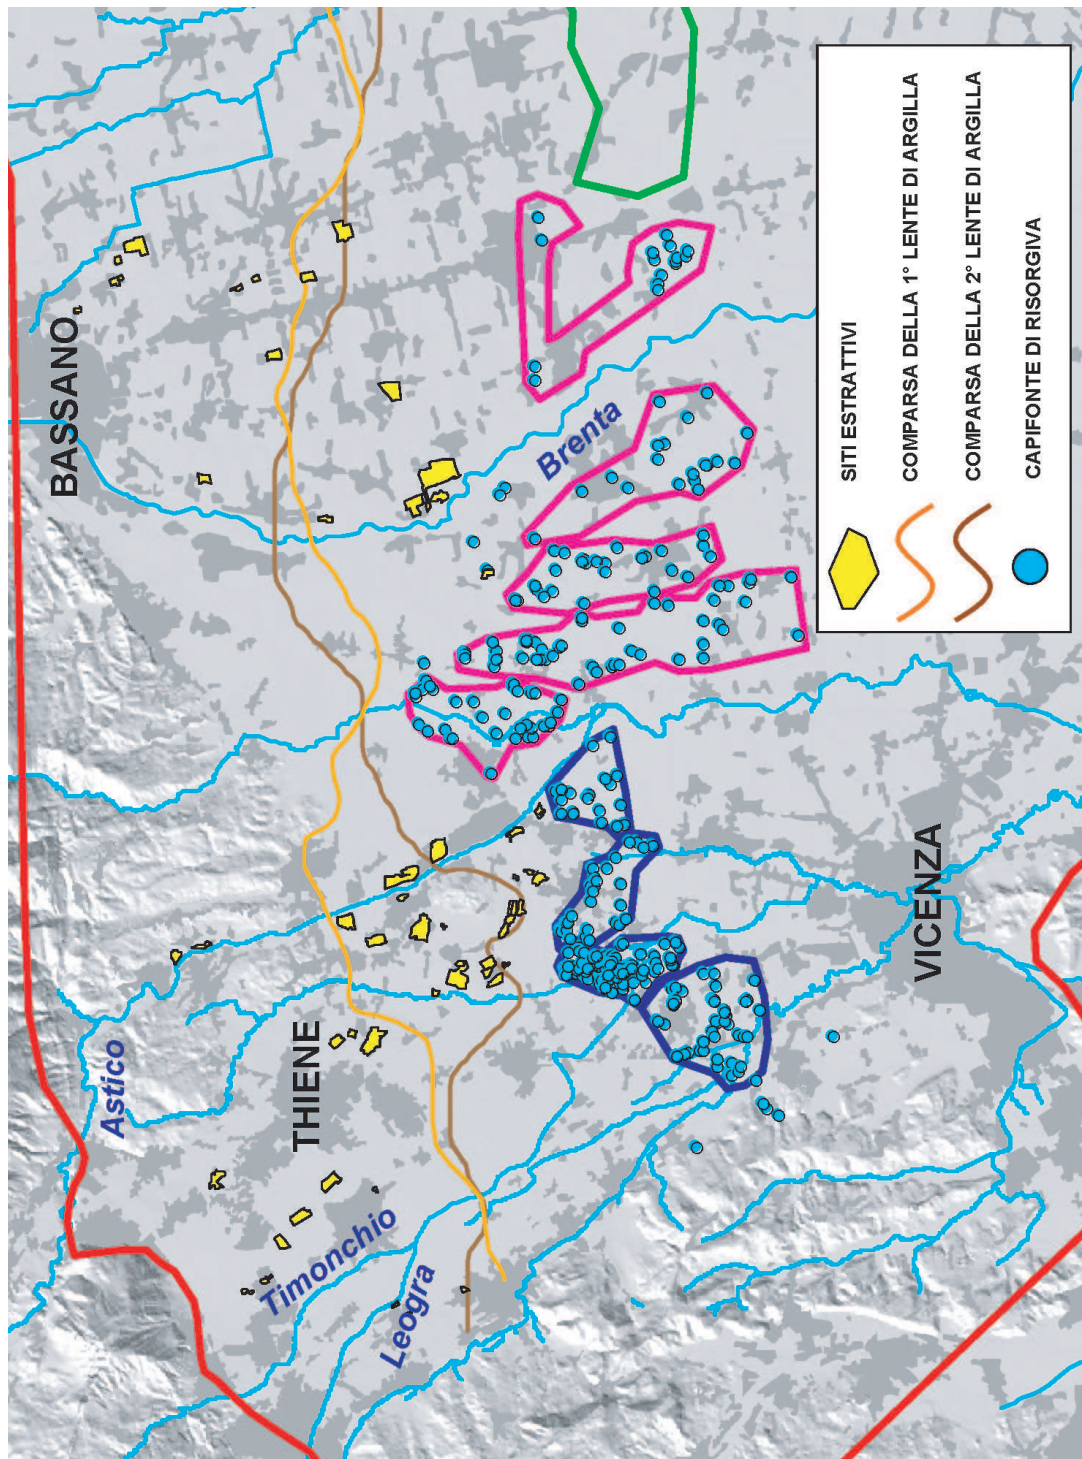 BASSANO
THIENE
VICENZA
Astico
Timonchio
Leogra
Brenta
SITI ESTRATTIVI
COMPARSA DELLA 1° LENTE DI ARGILLA
COMPARSA DELLA 2° LENTE DI ARGILLA
CAPIFONTE DI RISORGIVA